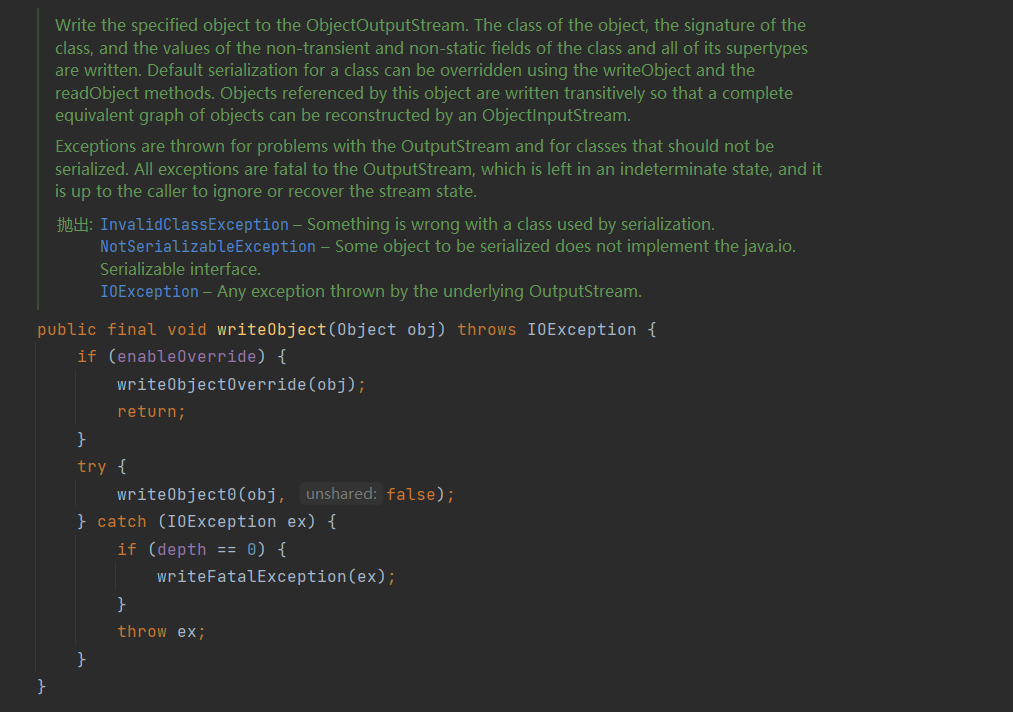 Write the specified object to the ObjectOutputStream. The class of the object, the signature of the
class, and the values of the non-transient and non-static fields of the class and all of its supertypes
are written. Default serialization for a class can be overridden using the writeObject and the
readObject methods. Objects referenced by this object are written transitively so that a complete
equivalent graph of objects can be reconstructed by an ObjectInputStream.
Exceptions are thrown for problems with the OutputStream and for classes that should not be
serialized. All exceptions are fatal to the OutputStream, which is left in an indeterminate state, and it
is up to the caller to ignore or recover the stream state.
抛出: InvalidClassException – Something is wrong with a class used by serialization.
NotSerializableException – Some object to be serialized does not implement the java.io.
Serializable interface.
IOException – Any exception thrown by the underlying OutputStream.
public final void writeObject(Object obj) throws IOException {
    if (enableOverride) {
        writeObjectOverride(obj);
        return;
    }
    try {
        writeObject0(obj, unshared: false);
    } catch (IOException ex) {
        if (depth == 0) {
            writeFatalException(ex);
        }
        throw ex;
    }
}